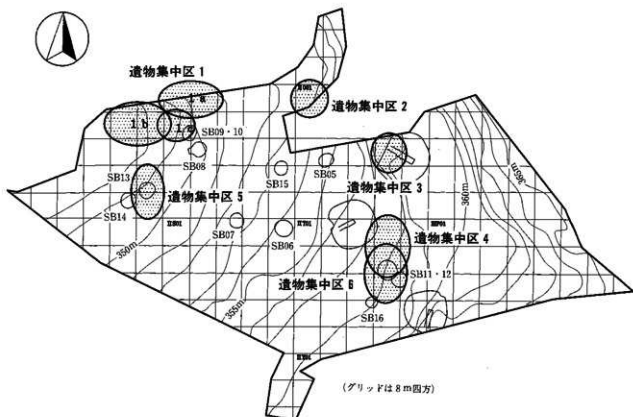 遺物集中区 1
1 a
1 b
遺物集中区 2
SB09・10
SB08
SB13
SB14
遺物集中区 5
SB15
SB05
遺物集中区 3
365m
360m
SB07
SB06
遺物集中区 4
350m
遺物集中区 6
SB11・12
355m
SB16
(グリッドは 8 m四方)